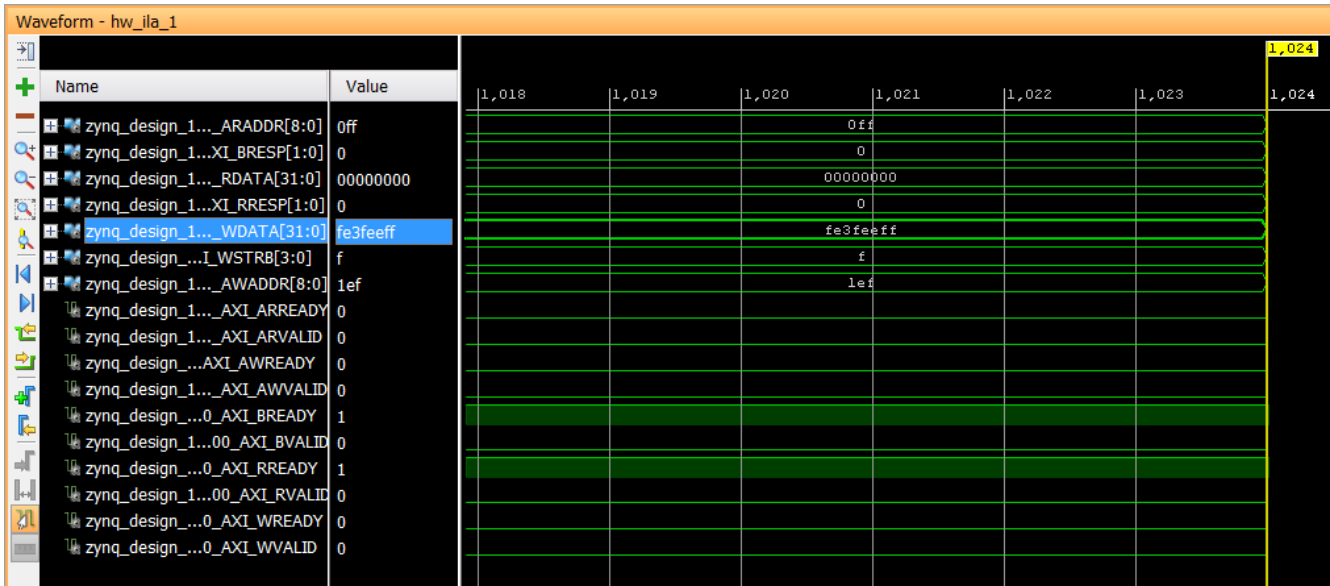 Waveform - hw_ila_1
1,024
Name Value
1,018 1,019 1,020 1,021 1,022 1,023 1,024
zynq_design_1..._ARADDR[8:0] 0ff 0ff
zynq_design_1...XI_BRESP[1:0] 0 0
zynq_design_1..._RDATA[31:0] 00000000 00000000
zynq_design_1...XI_RRESP[1:0] 0 0
zynq_design_1..._WDATA[31:0] fe3feeff fe3feeff
zynq_design_...I_WSTRB[3:0] f f
zynq_design_1..._AWADDR[8:0] 1ef 1ef
zynq_design_1..._AXI_ARREADY 0
zynq_design_1..._AXI_ARVALID 0
zynq_design_...AXI_AWREADY 0
zynq_design_1..._AXI_AWVALID 0
zynq_design_...0_AXI_BREADY 1
zynq_design_1...00_AXI_BVALID 0
zynq_design_...0_AXI_RREADY 1
zynq_design_1...00_AXI_RVALID 0
zynq_design_...0_AXI_WREADY 0
zynq_design_...0_AXI_WVALID 0